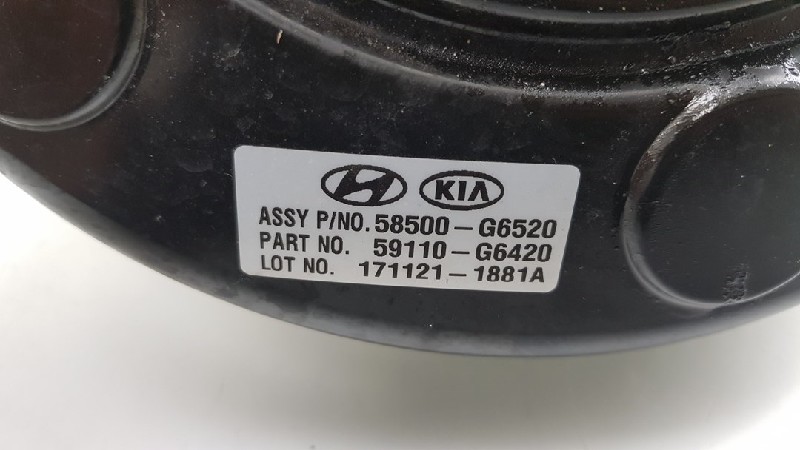 KIA
ASSY P/NO. 58500-G6520
PART NO. 59110-G6420
LOT NO. 171121-1881A